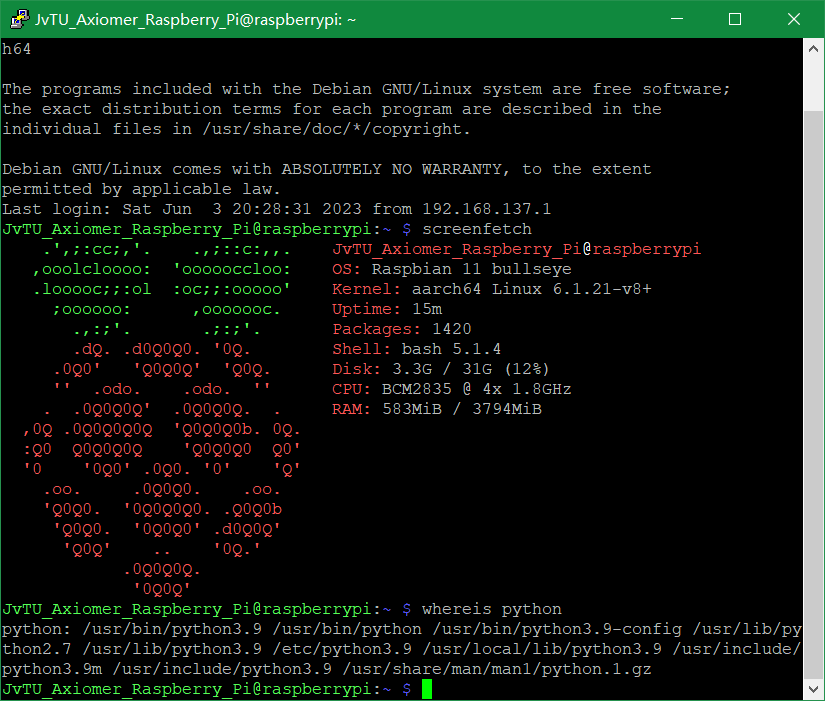 JvTU_Axiomer_Raspberry_Pi@raspberrypi: ~
h64
The programs included with the Debian GNU/Linux system are free software;
the exact distribution terms for each program are described in the
individual files in /usr/share/doc/*/copyright.
Debian GNU/Linux comes with ABSOLUTELY NO WARRANTY, to the extent
permitted by applicable law.
Last login: Sat Jun  3 20:28:31 2023 from 192.168.137.1
JvTU_Axiomer_Raspberry_Pi@raspberrypi:~ $ screenfetch
    .',;:cc;,'.    .,;::c:,,.    JvTU_Axiomer_Raspberry_Pi@raspberrypi
   ,ooolcloooo:  'oooooccloo:    OS: Raspbian 11 bullseye
   .looooc;;:ol  :oc;;:ooooo'    Kernel: aarch64 Linux 6.1.21-v8+
     ;oooooo:      ,ooooooc.     Uptime: 15m
       .,:;'.       .;:;'.       Packages: 1420
       .dQ. .d0Q0Q0. '0Q.        Shell: bash 5.1.4
     .0Q0'   'Q0Q0Q'  'Q0Q.      Disk: 3.3G / 31G (12%)
     ''  .odo.    .odo.  ''      CPU: BCM2835 @ 4x 1.8GHz
    .  .0Q0Q0Q'  .0Q0Q0Q.  .     RAM: 583MiB / 3794MiB
  ,0Q .0Q0Q0Q0Q  'Q0Q0Q0b. 0Q.
  :Q0  Q0Q0Q0Q    'Q0Q0Q0  Q0'
  '0    '0Q0' .0Q0. '0'    'Q'
    .oo.     .0Q0Q0.    .oo.
    'Q0Q0.  '0Q0Q0Q0. .Q0Q0b
     'Q0Q0.  '0Q0Q0' .d0Q0Q'
      'Q0Q'    ..    '0Q.'
            .0Q0Q0Q.
             '0Q0Q'
JvTU_Axiomer_Raspberry_Pi@raspberrypi:~ $ whereis python
python: /usr/bin/python3.9 /usr/bin/python /usr/bin/python3.9-config /usr/lib/py
thon2.7 /usr/lib/python3.9 /etc/python3.9 /usr/local/lib/python3.9 /usr/include/
python3.9m /usr/include/python3.9 /usr/share/man/man1/python.1.gz
JvTU_Axiomer_Raspberry_Pi@raspberrypi:~ $